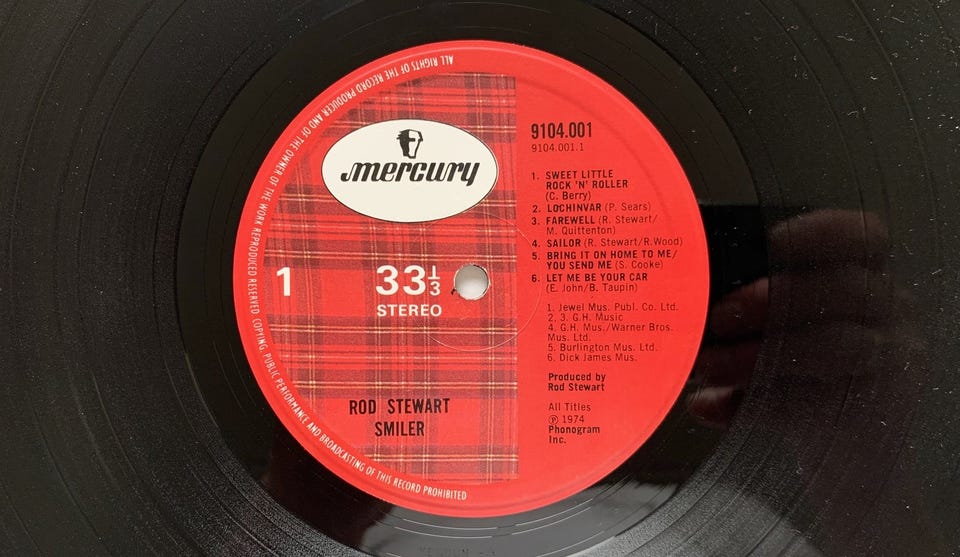 mercury
1
33 1/3
STEREO
ROD STEWART
SMILER
9104.001
9104.001.1
1. SWEET LITTLE
ROCK 'N' ROLLER
(C. Berry)
2. LOCHINVAR (P. Sears)
3. FAREWELL (R. Stewart/
M. Quittenton)
4. SAILOR (R. Stewart/R.Wood)
5. BRING IT ON HOME TO ME/
YOU SEND ME (S. Cooke)
6. LET ME BE YOUR CAR
(E. John/B. Taupin)
1. Jewel Mus. Publ. Co. Ltd.
2, 3. G.H. Music
4. G.H. Mus./Warner Bros.
Mus. Ltd.
5. Burlington Mus. Ltd.
6. Dick James Mus.
Produced by
Rod Stewart
All Titles
℗ 1974
Phonogram
Inc.
ALL RIGHTS OF THE RECORD PRODUCER AND OF THE OWNER OF THE WORK REPRODUCED RESERVED. COPYING, PUBLIC PERFORMANCE AND BROADCASTING OF THIS RECORD PROHIBITED